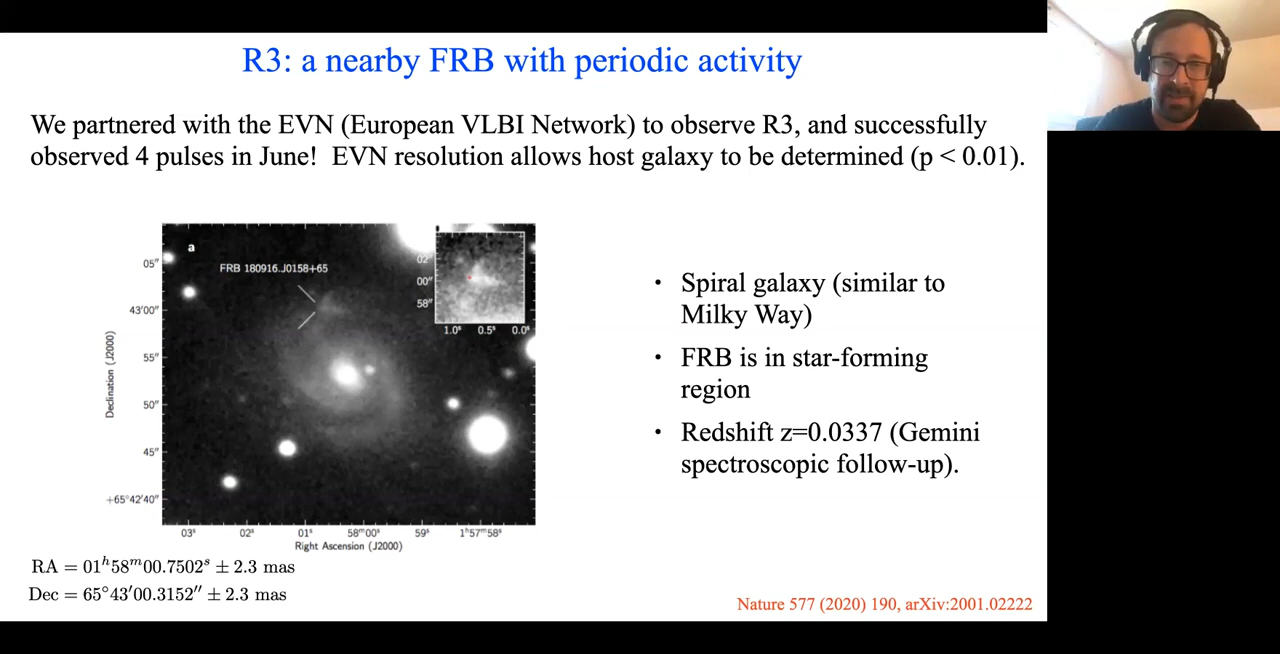 R3: a nearby FRB with periodic activity
We partnered with the EVN (European VLBI Network) to observe R3, and successfully
observed 4 pulses in June! EVN resolution allows host galaxy to be determined (p < 0.01).
a
FRB 180916.J0158+65
02″
00″
58″
1.0ˢ 0.5ˢ 0.0ˢ
05″
43′00″
55″
50″
45″
+65°42′40″
Declination (J2000)
03ˢ 02ˢ 01ˢ 58ᵐ00ˢ 59ˢ 1ʰ57ᵐ58ˢ
Right Ascension (J2000)
• Spiral galaxy (similar to
Milky Way)
• FRB is in star-forming
region
• Redshift z=0.0337 (Gemini
spectroscopic follow-up).
RA = 01ʰ58ᵐ00.7502ˢ ± 2.3 mas
Dec = 65°43′00.3152″ ± 2.3 mas
Nature 577 (2020) 190, arXiv:2001.02222